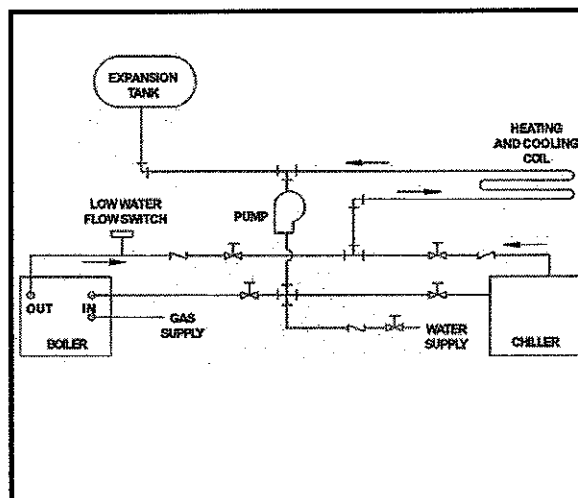 EXPANSION
TANK
HEATING
AND COOLING
COIL
LOW WATER
FLOW SWITCH
PUMP
OUT
IN
GAS
SUPPLY
BOILER
WATER
SUPPLY
CHILLER